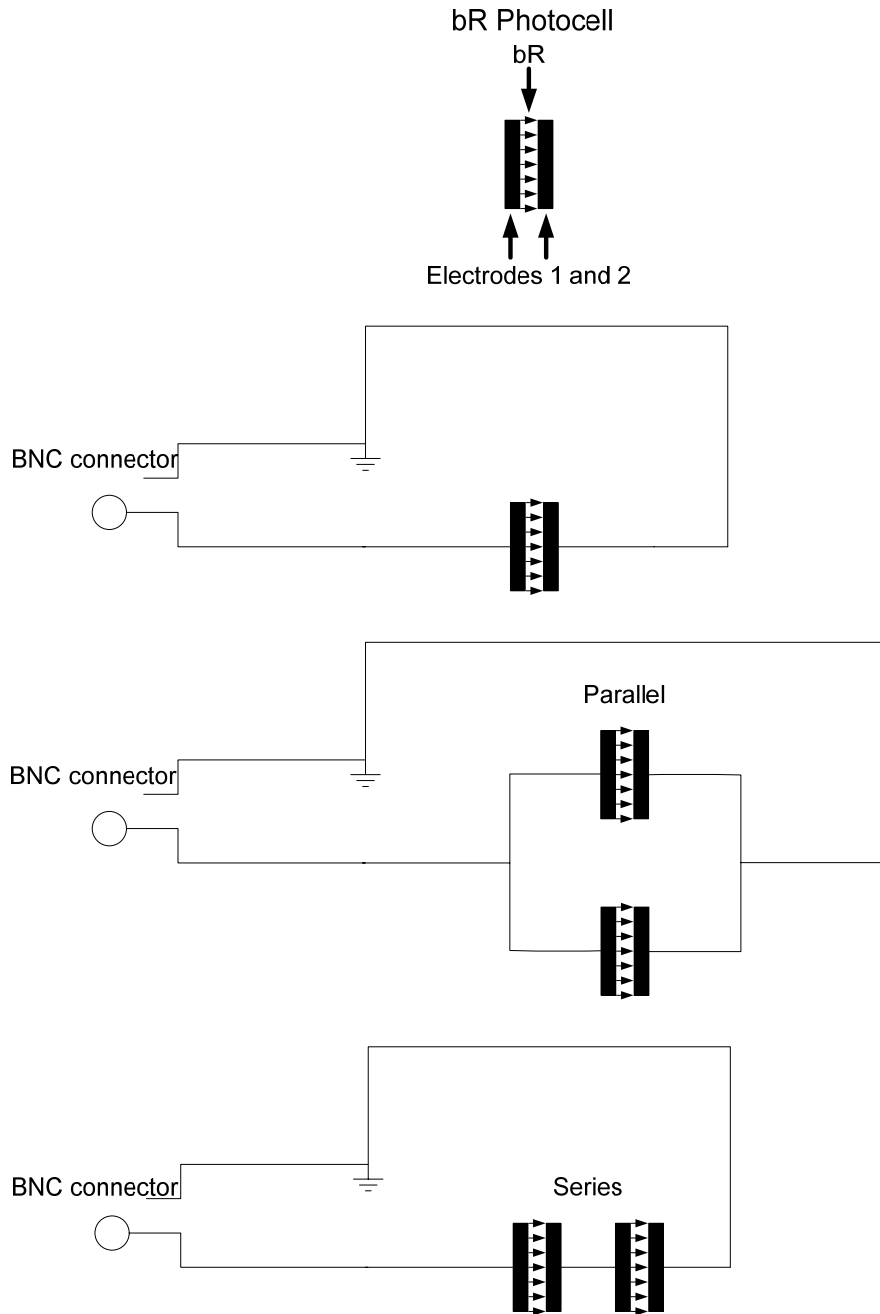 bR Photocell
bR
Electrodes 1 and 2
BNC connector
Parallel
BNC connector
Series
BNC connector